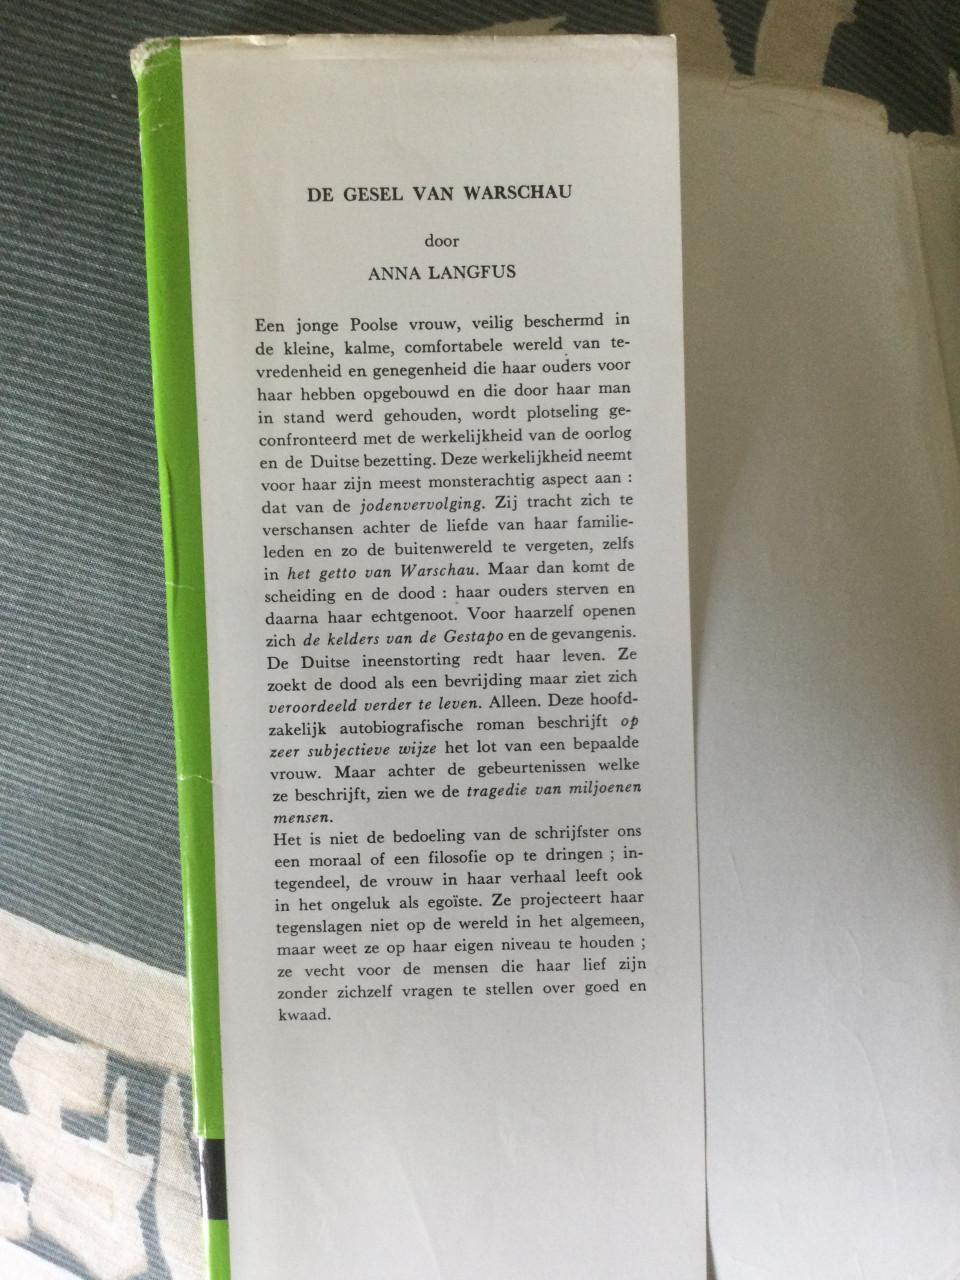 DE GESEL VAN WARSCHAU
door
ANNA LANGFUS
Een jonge Poolse vrouw, veilig beschermd in
de kleine, kalme, comfortabele wereld van te-
vredenheid en genegenheid die haar ouders voor
haar hebben opgebouwd en die door haar man
in stand werd gehouden, wordt plotseling ge-
confronteerd met de werkelijkheid van de oorlog
en de Duitse bezetting. Deze werkelijkheid neemt
voor haar zijn meest monsterachtig aspect aan :
dat van de jodenvervolging. Zij tracht zich te
verschansen achter de liefde van haar familie-
leden en zo de buitenwereld te vergeten, zelfs
in het getto van Warschau. Maar dan komt de
scheiding en de dood : haar ouders sterven en
daarna haar echtgenoot. Voor haarzelf openen
zich de kelders van de Gestapo en de gevangenis.
De Duitse ineenstorting redt haar leven. Ze
zoekt de dood als een bevrijding maar ziet zich
veroordeeld verder te leven. Alleen. Deze hoofd-
zakelijk autobiografische roman beschrijft op
zeer subjectieve wijze het lot van een bepaalde
vrouw. Maar achter de gebeurtenissen welke
ze beschrijft, zien we de tragedie van miljoenen
mensen.
Het is niet de bedoeling van de schrijfster ons
een moraal of een filosofie op te dringen ; in-
tegendeel, de vrouw in haar verhaal leeft ook
in het ongeluk als egoïste. Ze projecteert haar
tegenslagen niet op de wereld in het algemeen,
maar weet ze op haar eigen niveau te houden ;
ze vecht voor de mensen die haar lief zijn
zonder zichzelf vragen te stellen over goed en
kwaad.